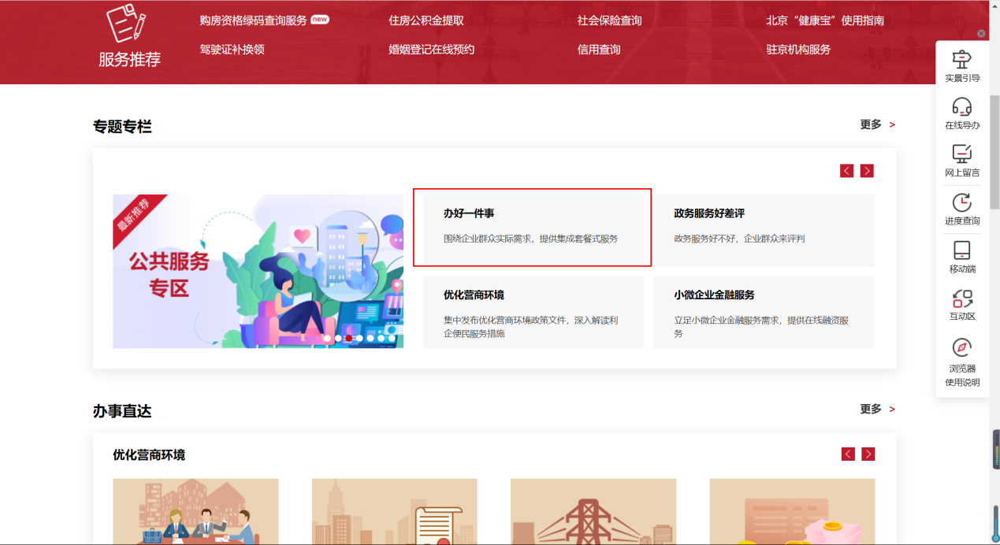 购房资格绿码查询服务 new
住房公积金提取
社会保险查询
北京“健康宝”使用指南
服务推荐
驾驶证补换领
婚姻登记在线预约
信用查询
驻京机构服务
专题专栏
更多 >
最新推荐
公共服务
专区
办好一件事
围绕企业群众实际需求，提供集成套餐式服务
政务服务好差评
政务服务好不好，企业群众来评判
优化营商环境
集中发布优化营商环境政策文件，深入解读利
企便民服务措施
小微企业金融服务
立足小微企业金融服务需求，提供在线融资服
务
办事直达
更多 >
优化营商环境
实景引导
在线导办
网上留言
进度查询
移动端
互动区
浏览器
使用说明